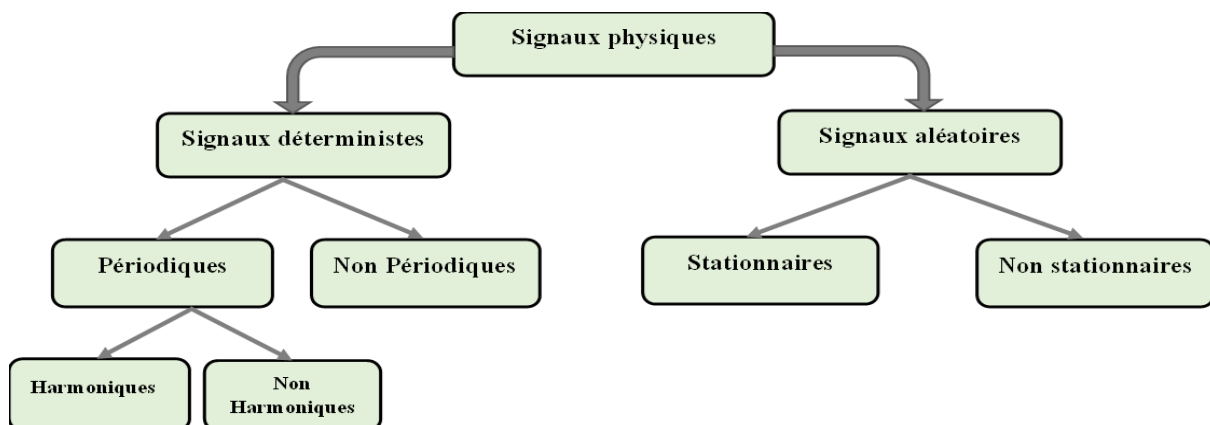 Signaux physiques
Signaux déterministes
Signaux aléatoires
Périodiques
Non Périodiques
Stationnaires
Non stationnaires
Harmoniques
Non
Harmoniques